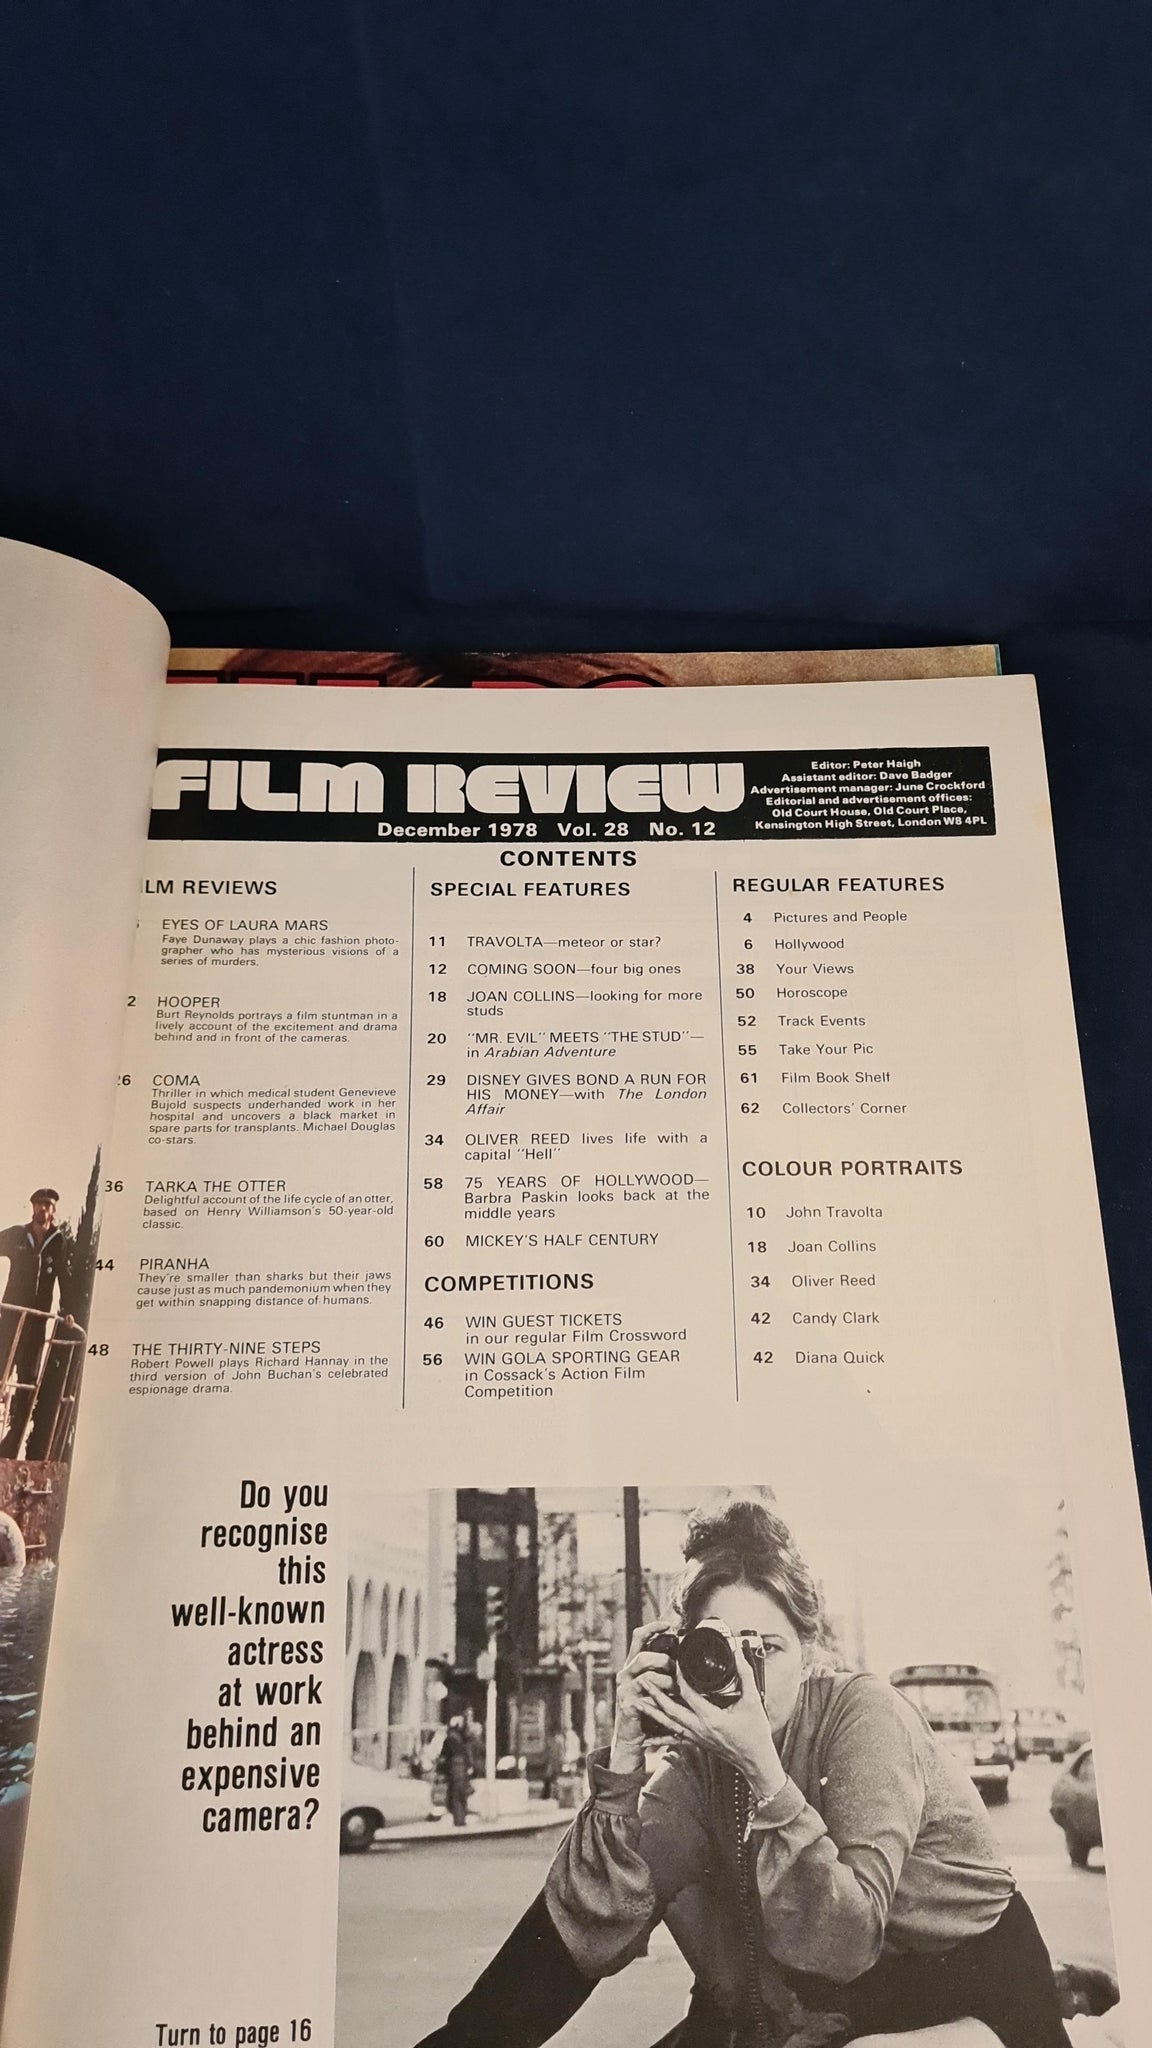 FILM REVIEW
December 1978 Vol. 28 No. 12
Editor: Peter Haigh
Assistant editor: Dave Badger
Advertisement manager: June Crockford
Editorial and advertisement offices:
Old Court House, Old Court Place,
Kensington High Street, London W8 4PL
CONTENTS
LM REVIEWS
EYES OF LAURA MARS
Faye Dunaway plays a chic fashion photo-
grapher who has mysterious visions of a
series of murders.
2 HOOPER
Burt Reynolds portrays a film stuntman in a
lively account of the excitement and drama
behind and in front of the cameras.
26 COMA
Thriller in which medical student Genevieve
Bujold suspects underhanded work in her
hospital and uncovers a black market in
spare parts for transplants. Michael Douglas
co-stars.
36 TARKA THE OTTER
Delightful account of the life cycle of an otter,
based on Henry Williamson's 50-year-old
classic.
44 PIRANHA
They're smaller than sharks but their jaws
cause just as much pandemonium when they
get within snapping distance of humans.
48 THE THIRTY-NINE STEPS
Robert Powell plays Richard Hannay in the
third version of John Buchan's celebrated
espionage drama.
SPECIAL FEATURES
11 TRAVOLTA—meteor or star?
12 COMING SOON—four big ones
18 JOAN COLLINS—looking for more
studs
20 "MR. EVIL" MEETS "THE STUD"—
in Arabian Adventure
29 DISNEY GIVES BOND A RUN FOR
HIS MONEY—with The London
Affair
34 OLIVER REED lives life with a
capital "Hell"
58 75 YEARS OF HOLLYWOOD—
Barbra Paskin looks back at the
middle years
60 MICKEY'S HALF CENTURY
COMPETITIONS
46 WIN GUEST TICKETS
in our regular Film Crossword
56 WIN GOLA SPORTING GEAR
in Cossack's Action Film
Competition
REGULAR FEATURES
4 Pictures and People
6 Hollywood
38 Your Views
50 Horoscope
52 Track Events
55 Take Your Pic
61 Film Book Shelf
62 Collectors' Corner
COLOUR PORTRAITS
10 John Travolta
18 Joan Collins
34 Oliver Reed
42 Candy Clark
42 Diana Quick
Do you
recognise
this
well-known
actress
at work
behind an
expensive
camera?
Turn to page 16